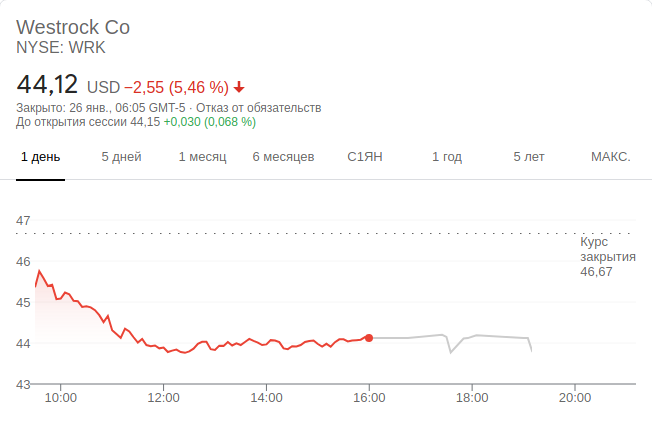 Westrock Co
NYSE: WRK
44,12 USD −2,55 (5,46 %)
Закрыто: 26 янв., 06:05 GMT-5 · Отказ от обязательств
До открытия сессии 44,15 +0,030 (0,068 %)
1 день 5 дней 1 месяц 6 месяцев С1ЯН 1 год 5 лет МАКС.
47
Курс
закрытия
46,67
46
45
44
43
10:00 12:00 14:00 16:00 18:00 20:00